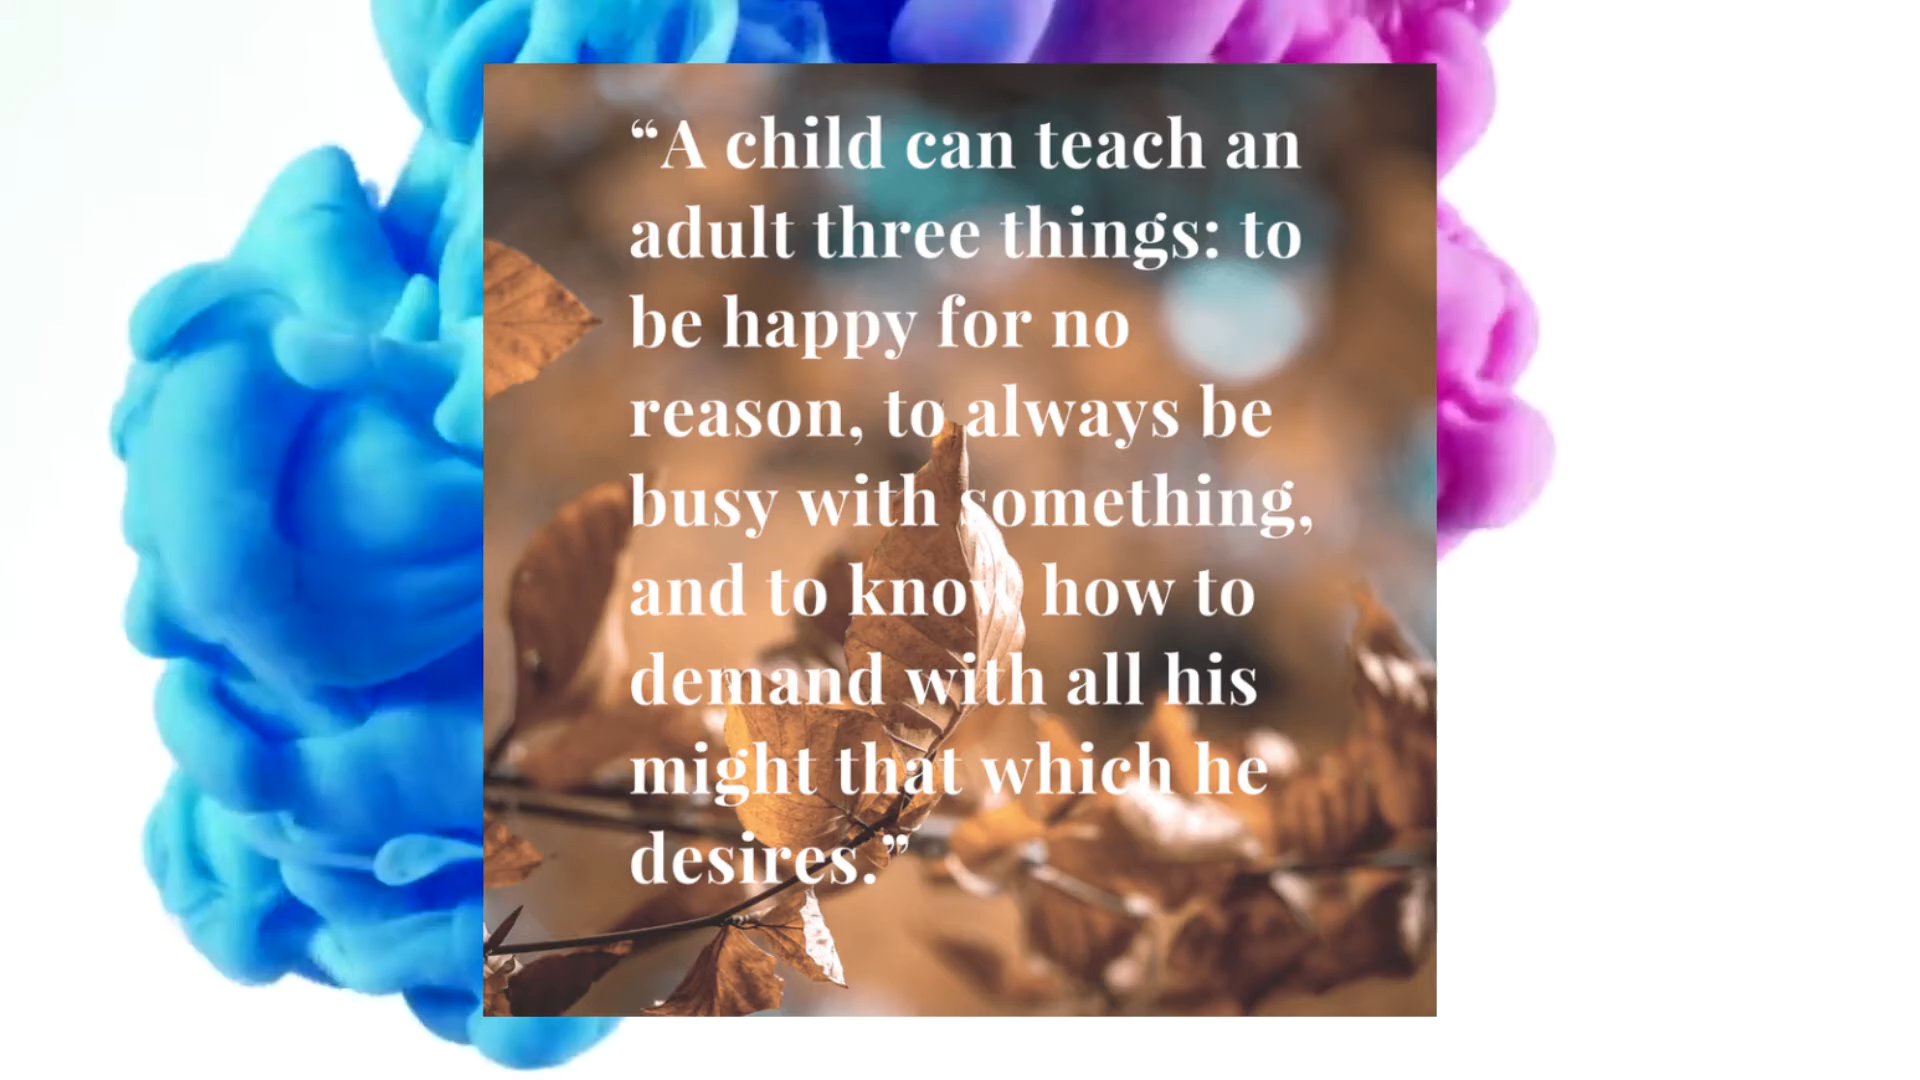 “A child can teach an
adult three things: to
be happy for no
reason, to always be
busy with something,
and to know how to
demand with all his
might that which he
desires.”